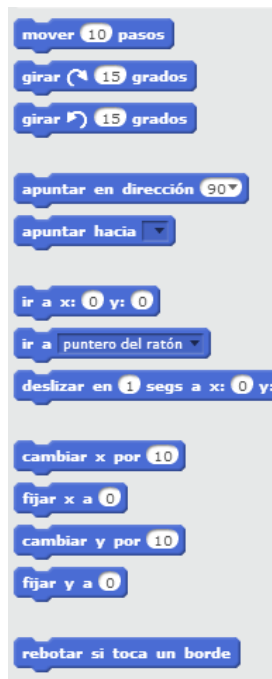 mover 10 pasos
girar 15 grados
girar 15 grados
apuntar en dirección 90
apuntar hacia
ir a x: 0 y: 0
ir a puntero del ratón
deslizar en 1 segs a x: 0 y:
cambiar x por 10
fijar x a 0
cambiar y por 10
fijar y a 0
rebotar si toca un borde